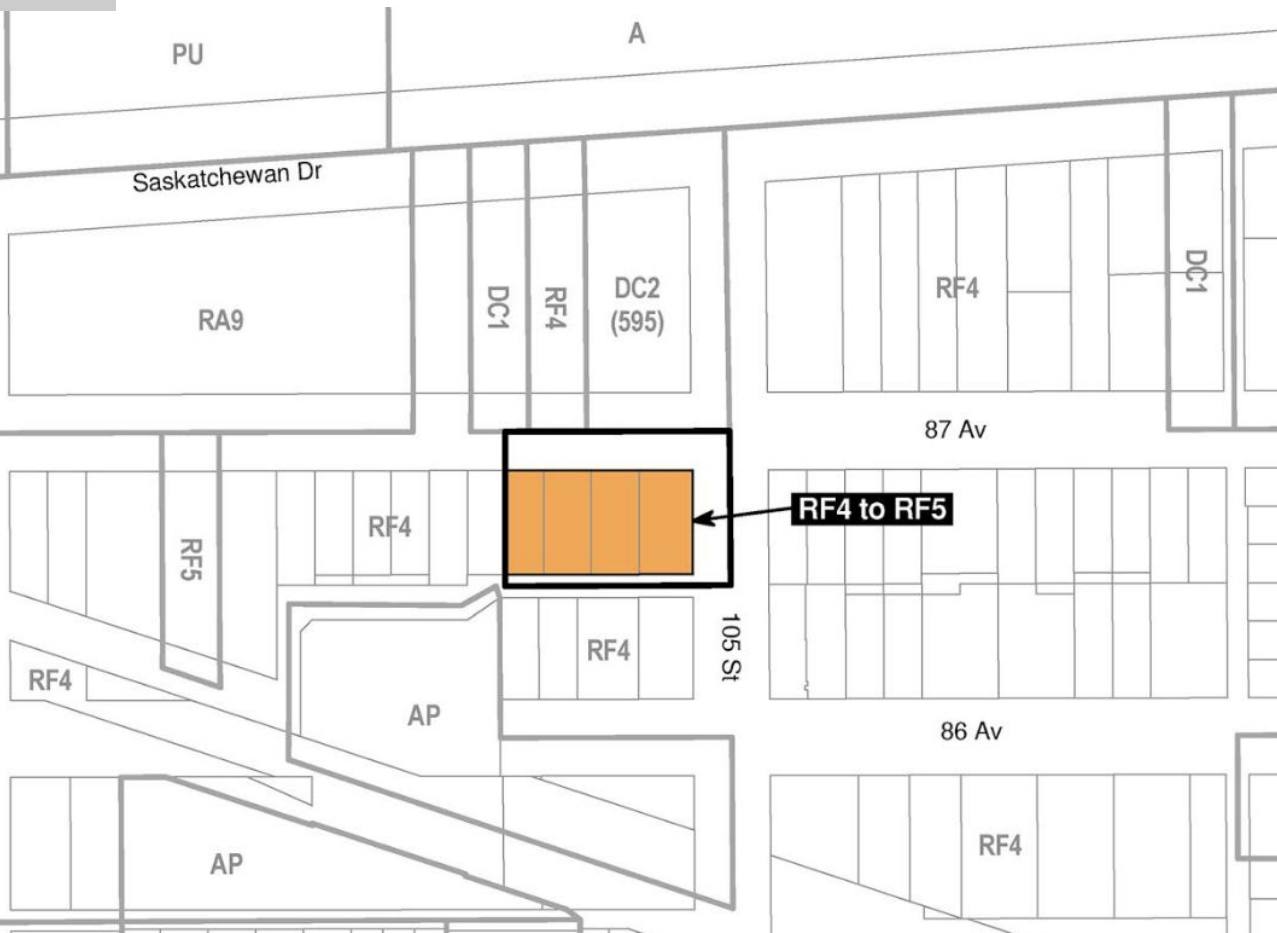 PU
A
Saskatchewan Dr
RA9
DC1
RF4
DC2
(595)
RF4
DC1
87 Av
RF4 to RF5
RF4
RF5
105 St
RF4
RF4
AP
86 Av
RF4
AP